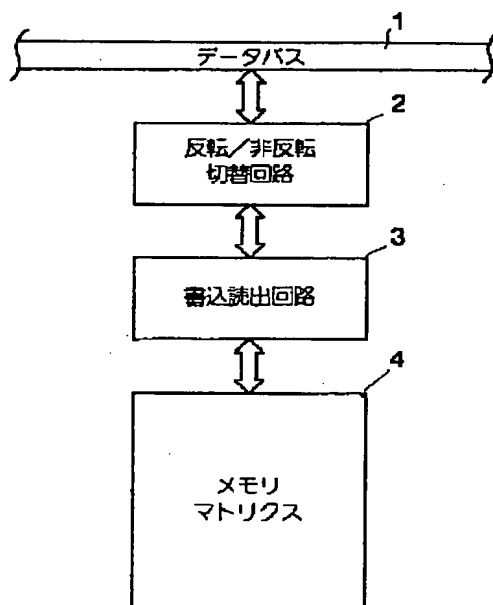 1
データバス
2
反転／非反転
切替回路
3
書込読出回路
4
メモリ
マトリクス